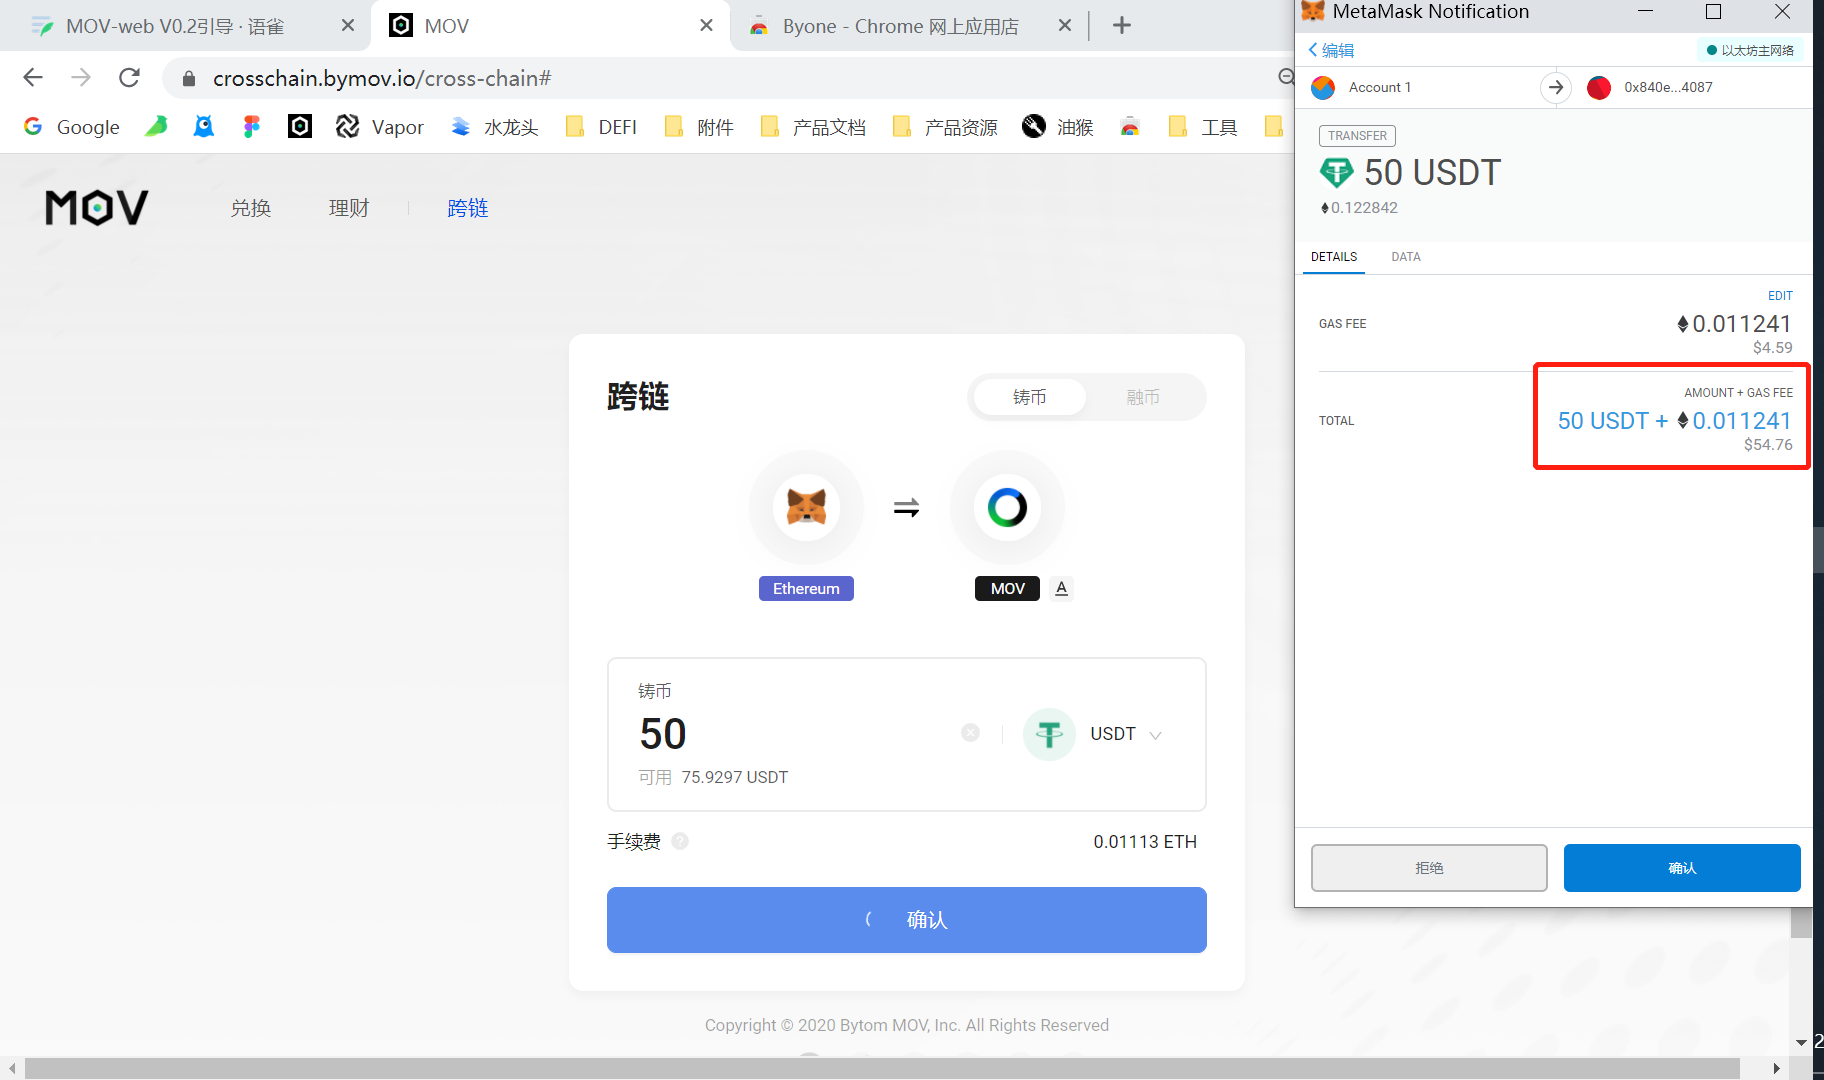 MOV-web V0.2引导 · 语雀
MOV
Byone - Chrome 网上应用店
crosschain.bymov.io/cross-chain#
Google
Vapor
水龙头
DEFI
附件
产品文档
产品资源
油猴
工具
MOV
兑换
理财
跨链
跨链
铸币
融币
Ethereum
MOV
A
铸币
50
USDT
可用 75.9297 USDT
手续费 ?
0.01113 ETH
确认
Copyright © 2020 Bytom MOV, Inc. All Rights Reserved
MetaMask Notification
编辑
以太坊主网络
Account 1
0x840e...4087
TRANSFER
50 USDT
0.122842
DETAILS
DATA
EDIT
GAS FEE
0.011241
$4.59
AMOUNT + GAS FEE
TOTAL
50 USDT + 0.011241
$54.76
拒绝
确认
2